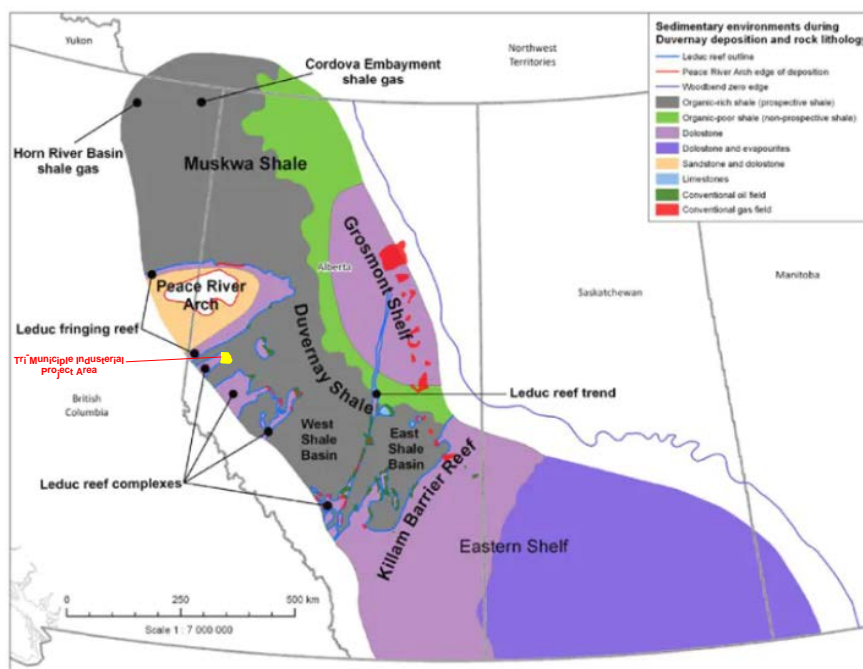 Yukon
Northwest
Territories
Cordova Embayment
shale gas
Horn River Basin
shale gas
Muskwa Shale
Sedimentary environments during
Duvernay deposition and rock lithology
Leduc reef outline
Peace River Arch edge of deposition
Woodbend zero edge
Organic-rich shale (prospective shale)
Organic-poor shale (non-prospective shale)
Dolostone
Dolostone and evapourites
Sandstone and dolostone
Limestones
Conventional oil field
Conventional gas field
Grosmont Shelf
Alberta
Manitoba
Saskatchewan
Peace River
Arch
Leduc fringing reef
Tri-Municiple Industerial
Project Area
Duvernay Shale
British
Columbia
Leduc reef trend
West
Shale
Basin
East
Shale
Basin
Leduc reef complexes
Killam Barrier Reef
Eastern Shelf
0 250 500 km
Scale 1 : 7 000 000